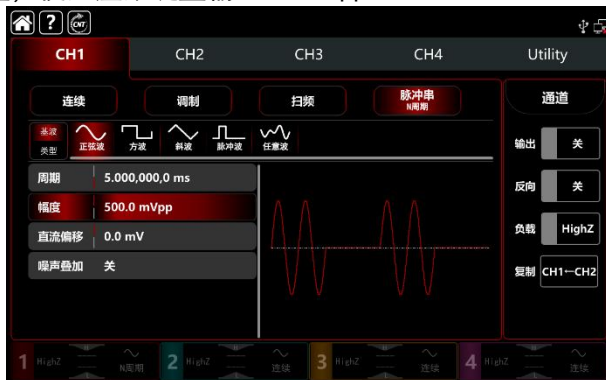 ? CNT
CH1 CH2 CH3 CH4 Utility
连续 调制 扫频 脉冲串 N周期 通道
基波 类型 正弦波 方波 斜波 脉冲波 任意波
输出 关
周期 5.000,000,0 ms
反向 关
幅度 500.0 mVpp
负载 HighZ
直流偏移 0.0 mV
噪声叠加 关
复制 CH1←CH2
1 HighZ N周期 2 HighZ 连续 3 HighZ 连续 4 HighZ 连续